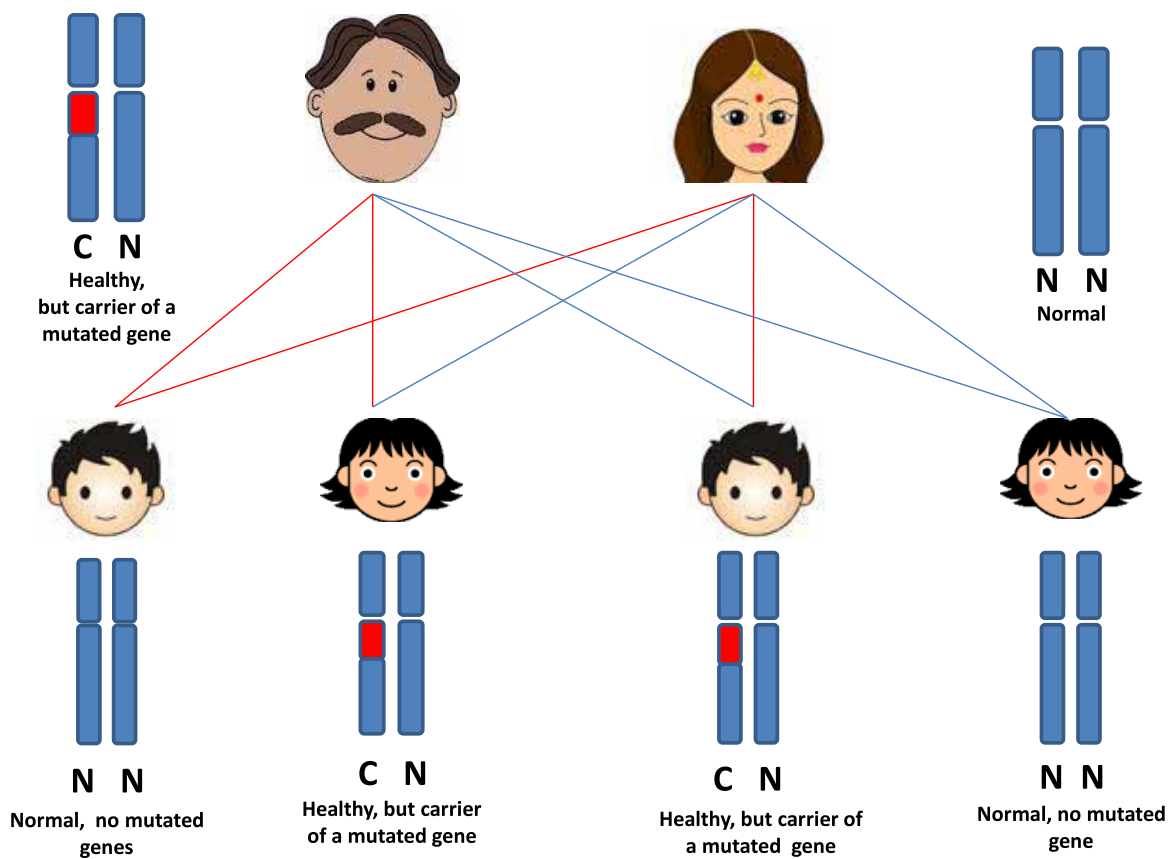 C N
Healthy,
but carrier of a
mutated gene
N N
Normal
N N
Normal, no mutated
genes
C N
Healthy, but carrier
of a mutated gene
C N
Healthy, but carrier of
a mutated gene
N N
Normal, no mutated
gene